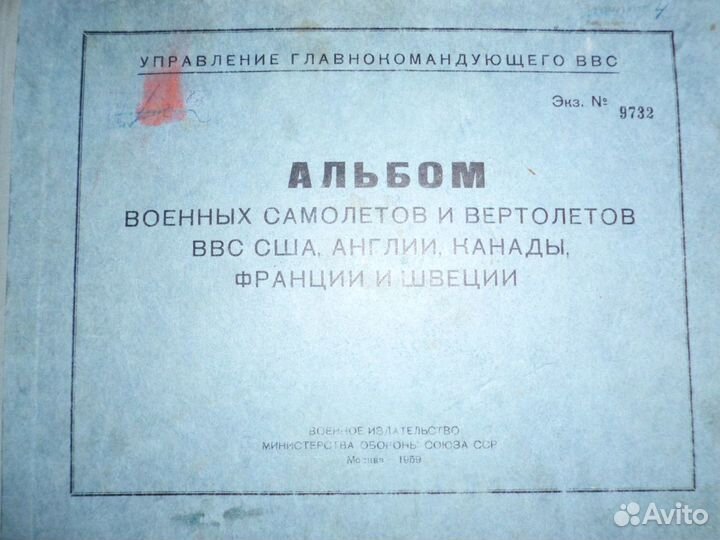 УПРАВЛЕНИЕ ГЛАВНОКОМАНДУЮЩЕГО ВВС
Экз. № 9732
АЛЬБОМ
ВОЕННЫХ САМОЛЕТОВ И ВЕРТОЛЕТОВ
ВВС США, АНГЛИИ, КАНАДЫ,
ФРАНЦИИ И ШВЕЦИИ
ВОЕННОЕ ИЗДАТЕЛЬСТВО
МИНИСТЕРСТВА ОБОРОНЫ СОЮЗА ССР
Москва — 1959
Avito